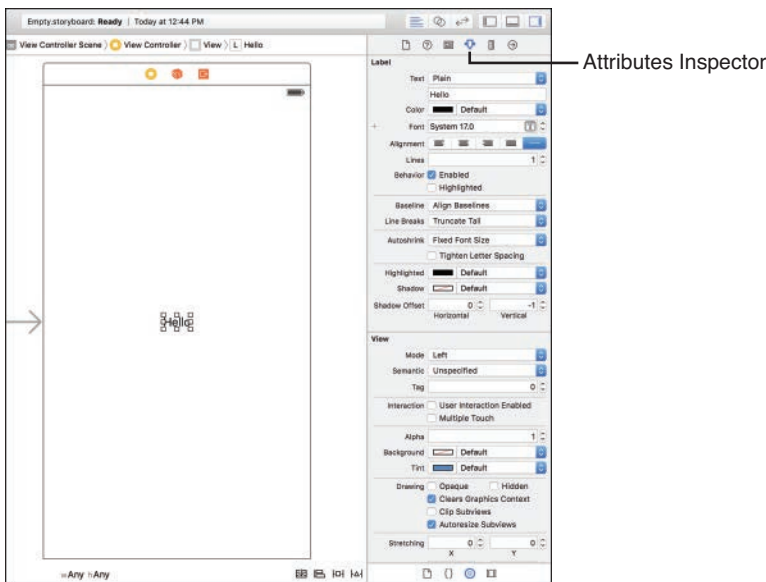 Empty.storyboard: Ready | Today at 12:44 PM
View Controller Scene View Controller View L Hello
Attributes Inspector
Label
Text Plain
Hello
Color Default
+ Font System 17.0 T
Alignment
Lines 1
Behavior Enabled
Highlighted
Baseline Align Baselines
Line Breaks Truncate Tail
Autoshrink Fixed Font Size
Tighten Letter Spacing
Highlighted Default
Shadow Default
Shadow Offset 0 -1
Horizontal Vertical
Hello
View
Mode Left
Semantic Unspecified
Tag 0
Interaction User Interaction Enabled
Multiple Touch
Alpha 1
Background Default
Tint Default
Drawing Opaque Hidden
Clears Graphics Context
Clip Subviews
Autoresize Subviews
Stretching 0 0
X Y
wAny hAny